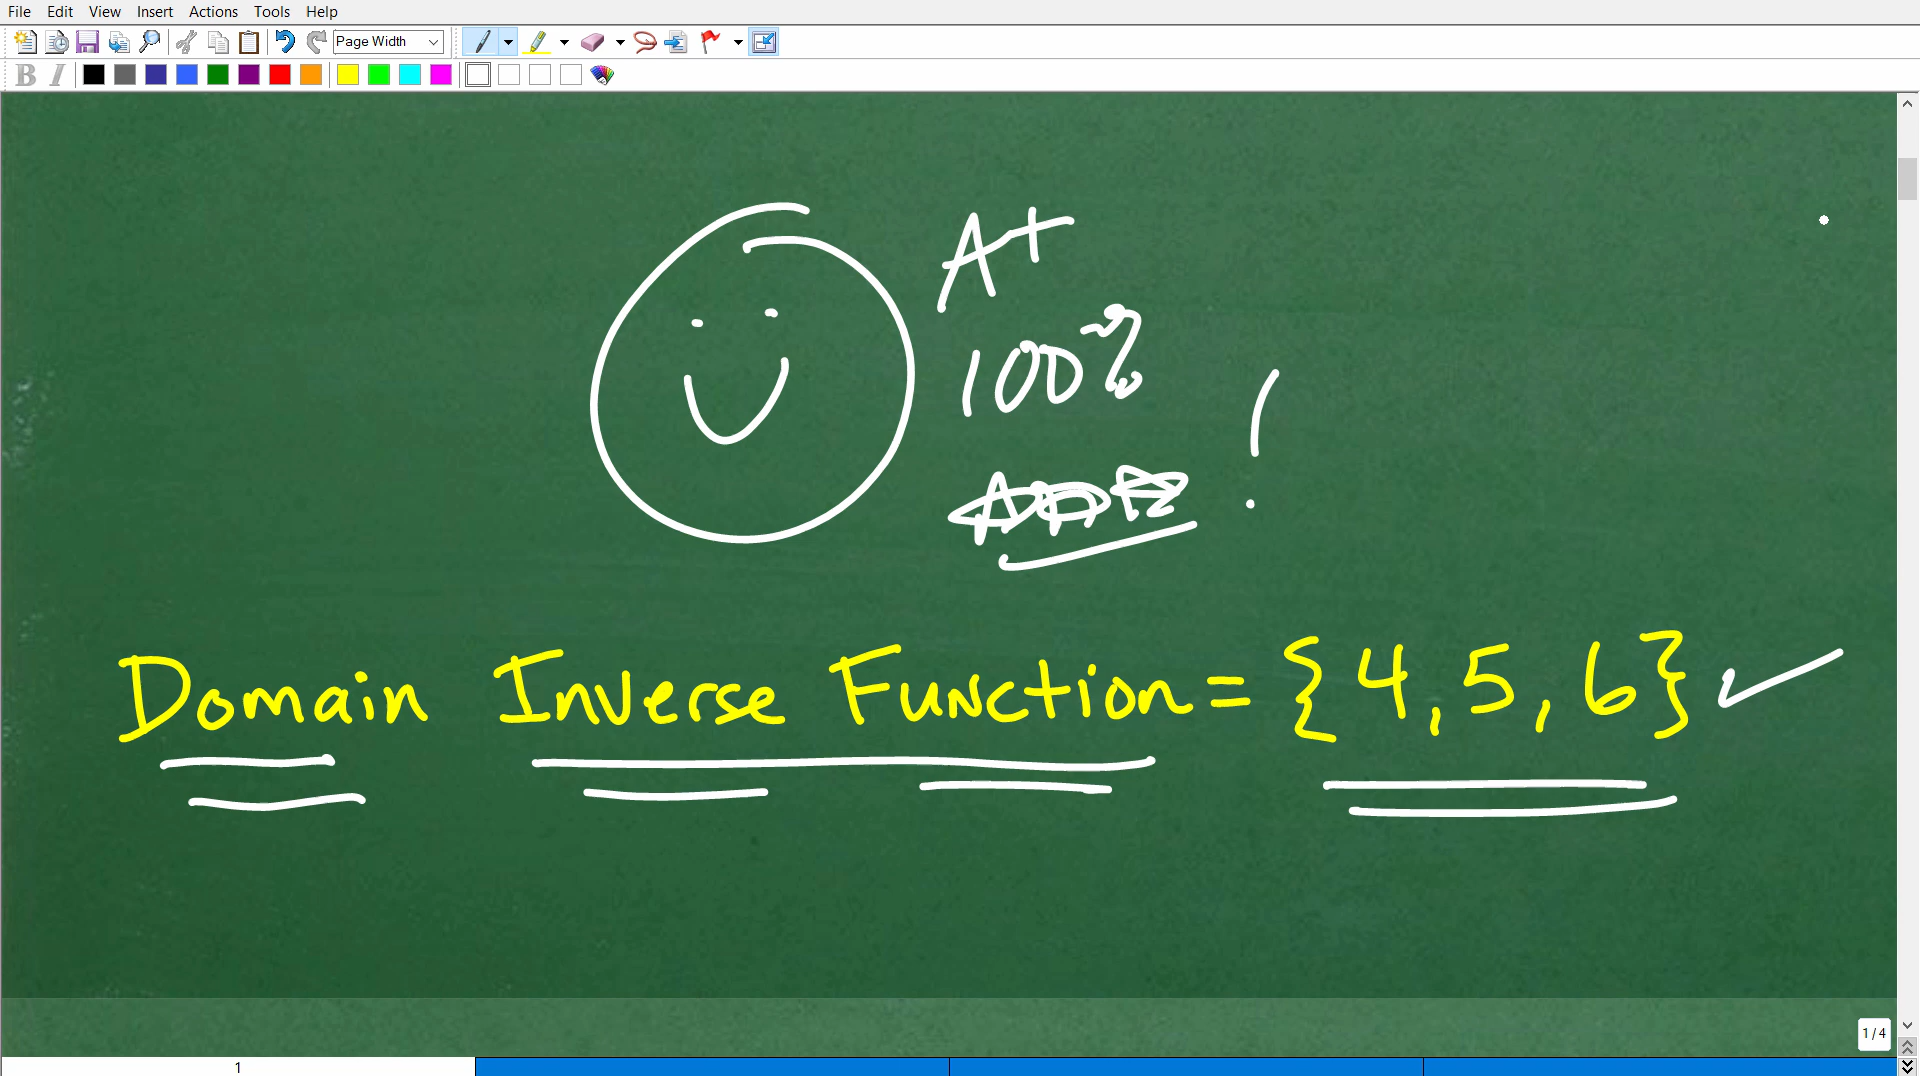 File Edit View Insert Actions Tools Help
Page Width
B I
A+
100%
!
Domain Inverse Function = {4, 5, 6}
1 / 4
1